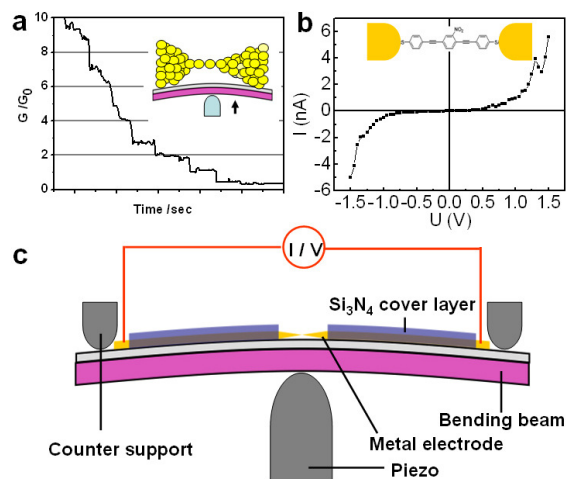 a
10
8
6
4
2
0
G /G0
Time /sec
b
6
4
2
0
-2
-4
-6
I (nA)
NO2
S
S
-1.5 -1.0 -0.5 0.0 0.5 1.0 1.5
U (V)
c
I / V
Si3N4 cover layer
Bending beam
Metal electrode
Counter support
Piezo